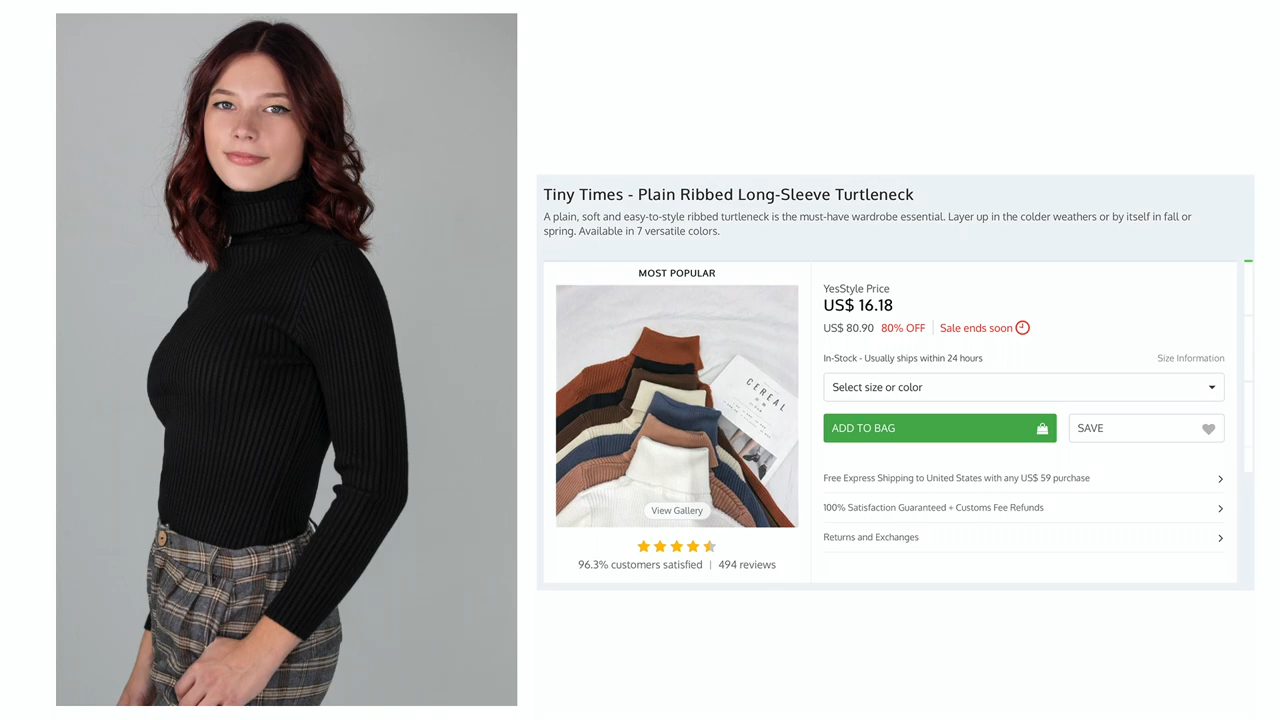 Tiny Times - Plain Ribbed Long-Sleeve Turtleneck
A plain, soft and easy-to-style ribbed turtleneck is the must-have wardrobe essential. Layer up in the colder weathers or by itself in fall or
spring. Available in 7 versatile colors.
MOST POPULAR
CEREAL
View Gallery
96.3% customers satisfied | 494 reviews
YesStyle Price
US$ 16.18
US$ 80.90 80% OFF | Sale ends soon
In-Stock - Usually ships within 24 hours Size Information
Select size or color
ADD TO BAG SAVE
Free Express Shipping to United States with any US$ 59 purchase
100% Satisfaction Guaranteed + Customs Fee Refunds
Returns and Exchanges